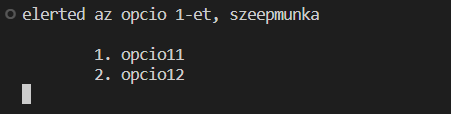 elerted az opcio 1-et, szeepmunka
1. opcio11
2. opcio12